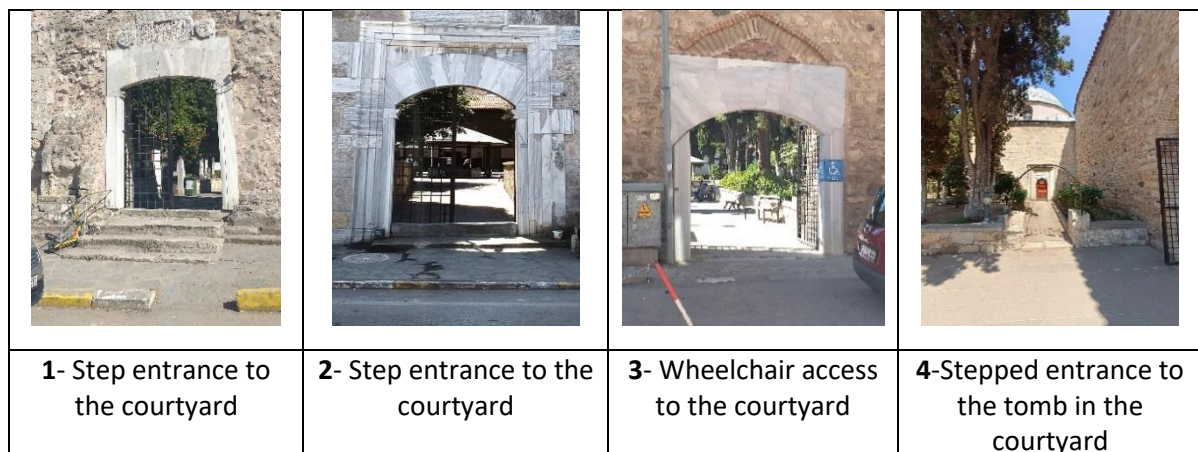 1- Step entrance to
the courtyard
2- Step entrance to the
courtyard
3- Wheelchair access
to the courtyard
4-Stepped entrance to
the tomb in the
courtyard